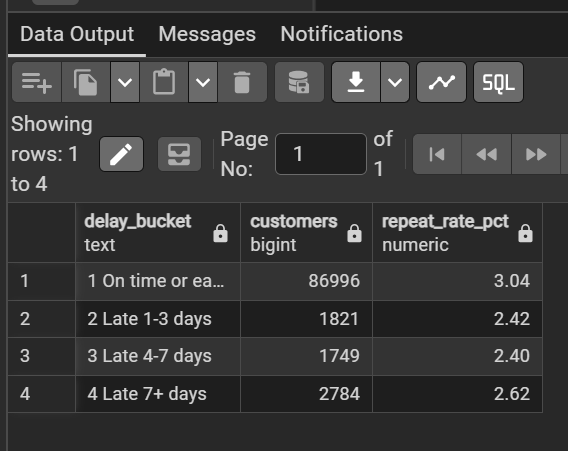 Data Output Messages Notifications
SQL
Showing
rows: 1
to 4
Page
No:
1
of
1
delay_bucket customers repeat_rate_pct
text bigint numeric
1 1 On time or ea... 86996 3.04
2 2 Late 1-3 days 1821 2.42
3 3 Late 4-7 days 1749 2.40
4 4 Late 7+ days 2784 2.62